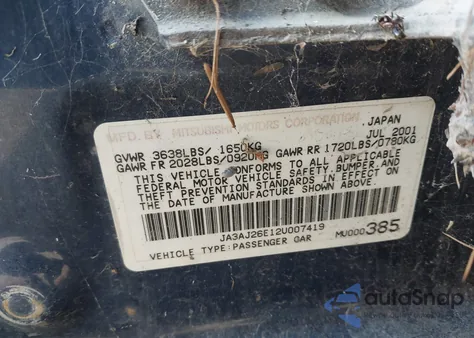 MFD. BY MITSUBISHI MOTORS CORPORATION JAPAN
GVWR 3638LBS/ 1650KG JUL 2001
GAWR FR 2028LBS/0920KG GAWR RR 1720LBS/0780KG
THIS VEHICLE CONFORMS TO ALL APPLICABLE
FEDERAL MOTOR VEHICLE SAFETY, BUMPER, AND
THEFT PREVENTION STANDARDS IN EFFECT ON
THE DATE OF MANUFACTURE SHOWN ABOVE.
JA3AJ26E12U007419
VEHICLE TYPE:PASSENGER CAR MU000385
autoSnap